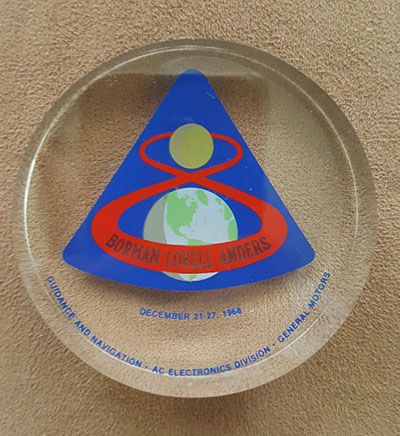 BORMAN LOVELL ANDERS
DECEMBER 21-27, 1968
GUIDANCE AND NAVIGATION · AC ELECTRONICS DIVISION · GENERAL MOTORS